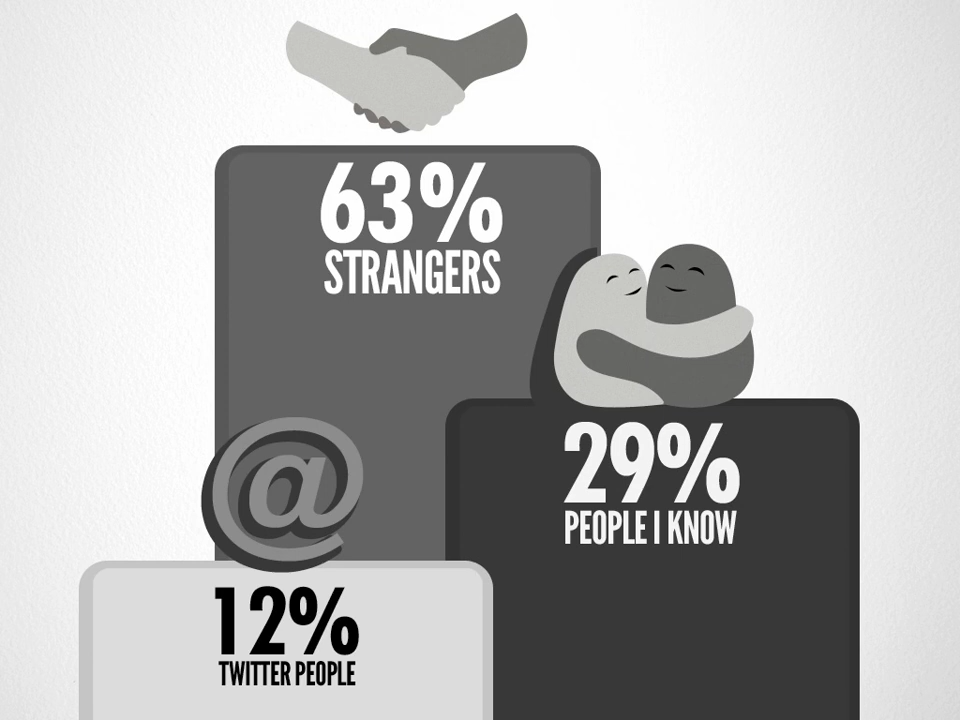 63%
STRANGERS
29%
PEOPLE I KNOW
@
12%
TWITTER PEOPLE